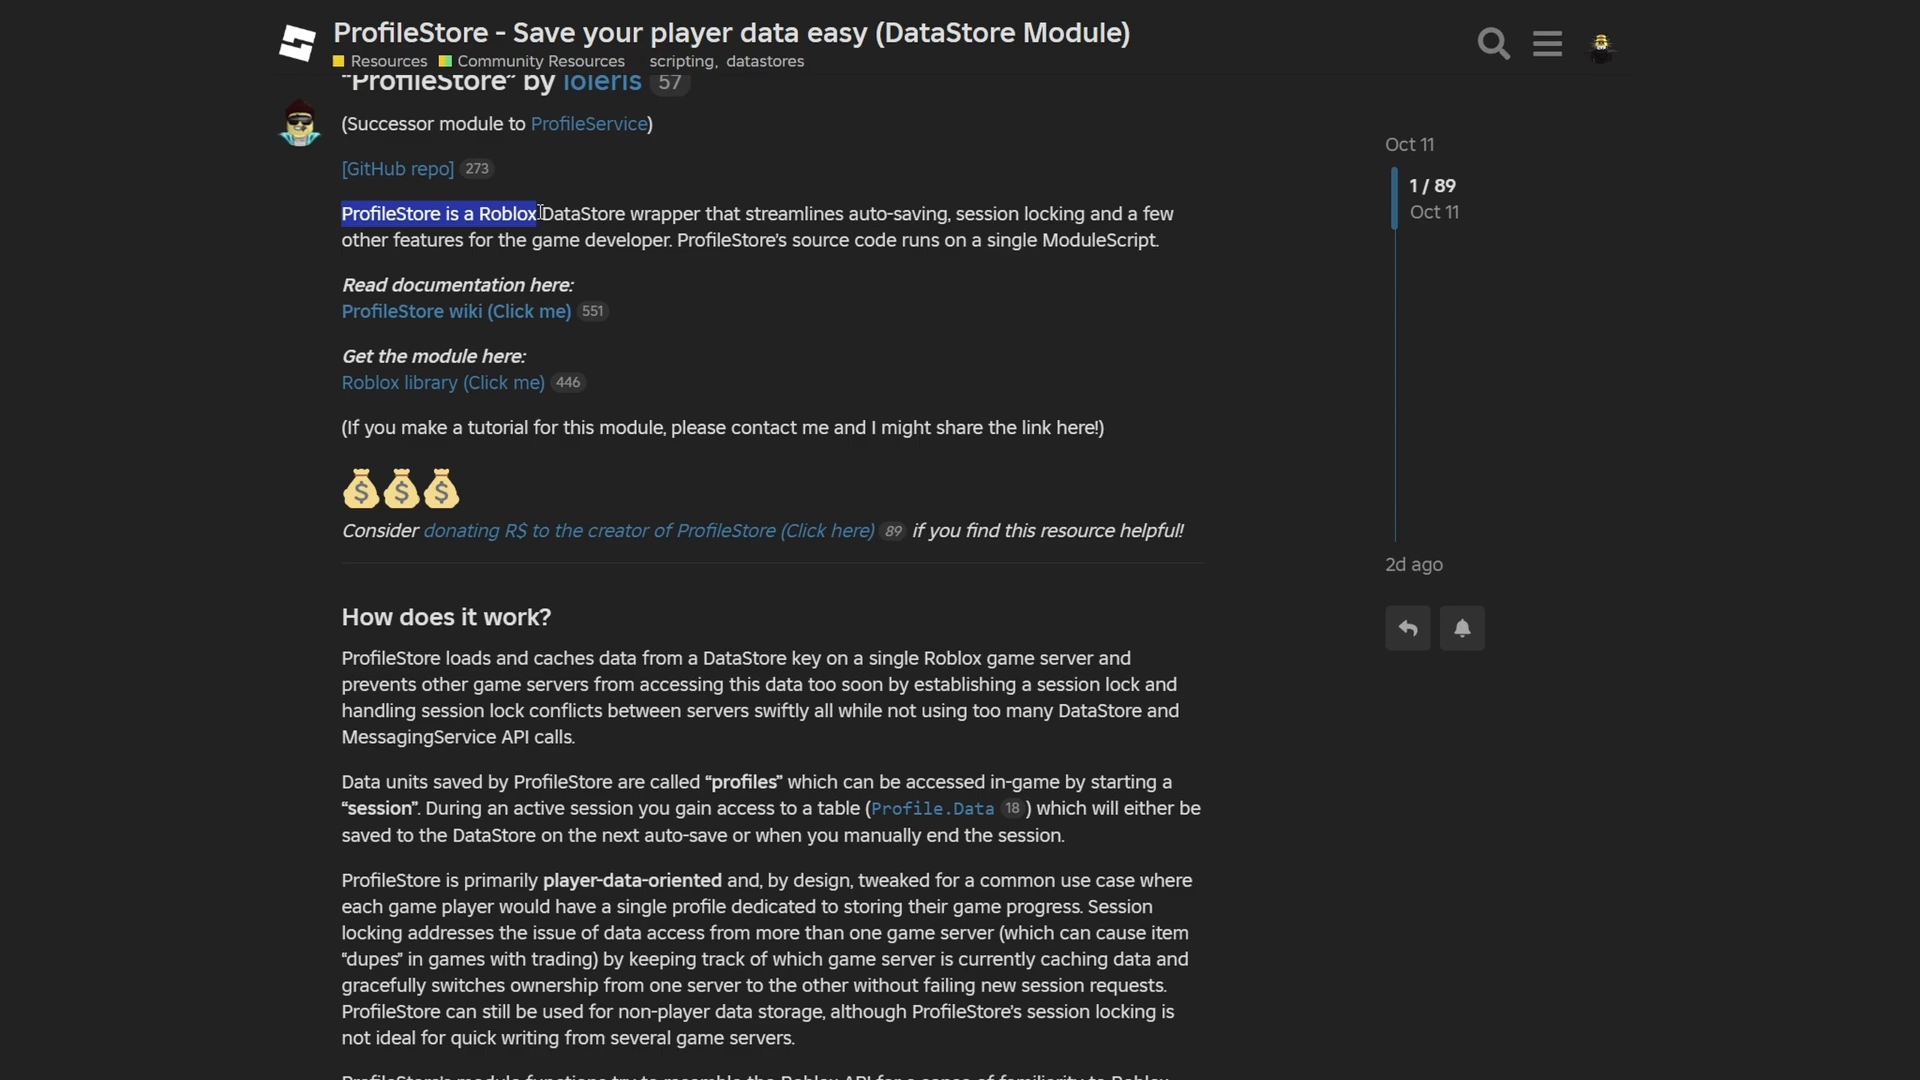 ProfileStore - Save your player data easy (DataStore Module)
Resources Community Resources scripting, datastores
"ProfileStore" by loleris 57
(Successor module to ProfileService)
[GitHub repo] 273
ProfileStore is a Roblox DataStore wrapper that streamlines auto-saving, session locking and a few
other features for the game developer. ProfileStore's source code runs on a single ModuleScript.
Read documentation here:
ProfileStore wiki (Click me) 551
Get the module here:
Roblox library (Click me) 446
(If you make a tutorial for this module, please contact me and I might share the link here!)
Consider donating R$ to the creator of ProfileStore (Click here) 89 if you find this resource helpful!
How does it work?
ProfileStore loads and caches data from a DataStore key on a single Roblox game server and
prevents other game servers from accessing this data too soon by establishing a session lock and
handling session lock conflicts between servers swiftly all while not using too many DataStore and
MessagingService API calls.
Data units saved by ProfileStore are called “profiles” which can be accessed in-game by starting a
“session”. During an active session you gain access to a table (Profile.Data 18 ) which will either be
saved to the DataStore on the next auto-save or when you manually end the session.
ProfileStore is primarily player-data-oriented and, by design, tweaked for a common use case where
each game player would have a single profile dedicated to storing their game progress. Session
locking addresses the issue of data access from more than one game server (which can cause item
“dupes” in games with trading) by keeping track of which game server is currently caching data and
gracefully switches ownership from one server to the other without failing new session requests.
ProfileStore can still be used for non-player data storage, although ProfileStore's session locking is
not ideal for quick writing from several game servers.
ProfileStore's module functions try to resemble the Roblox API for a sense of familiarity to Roblox
Oct 11
1 / 89
Oct 11
2d ago